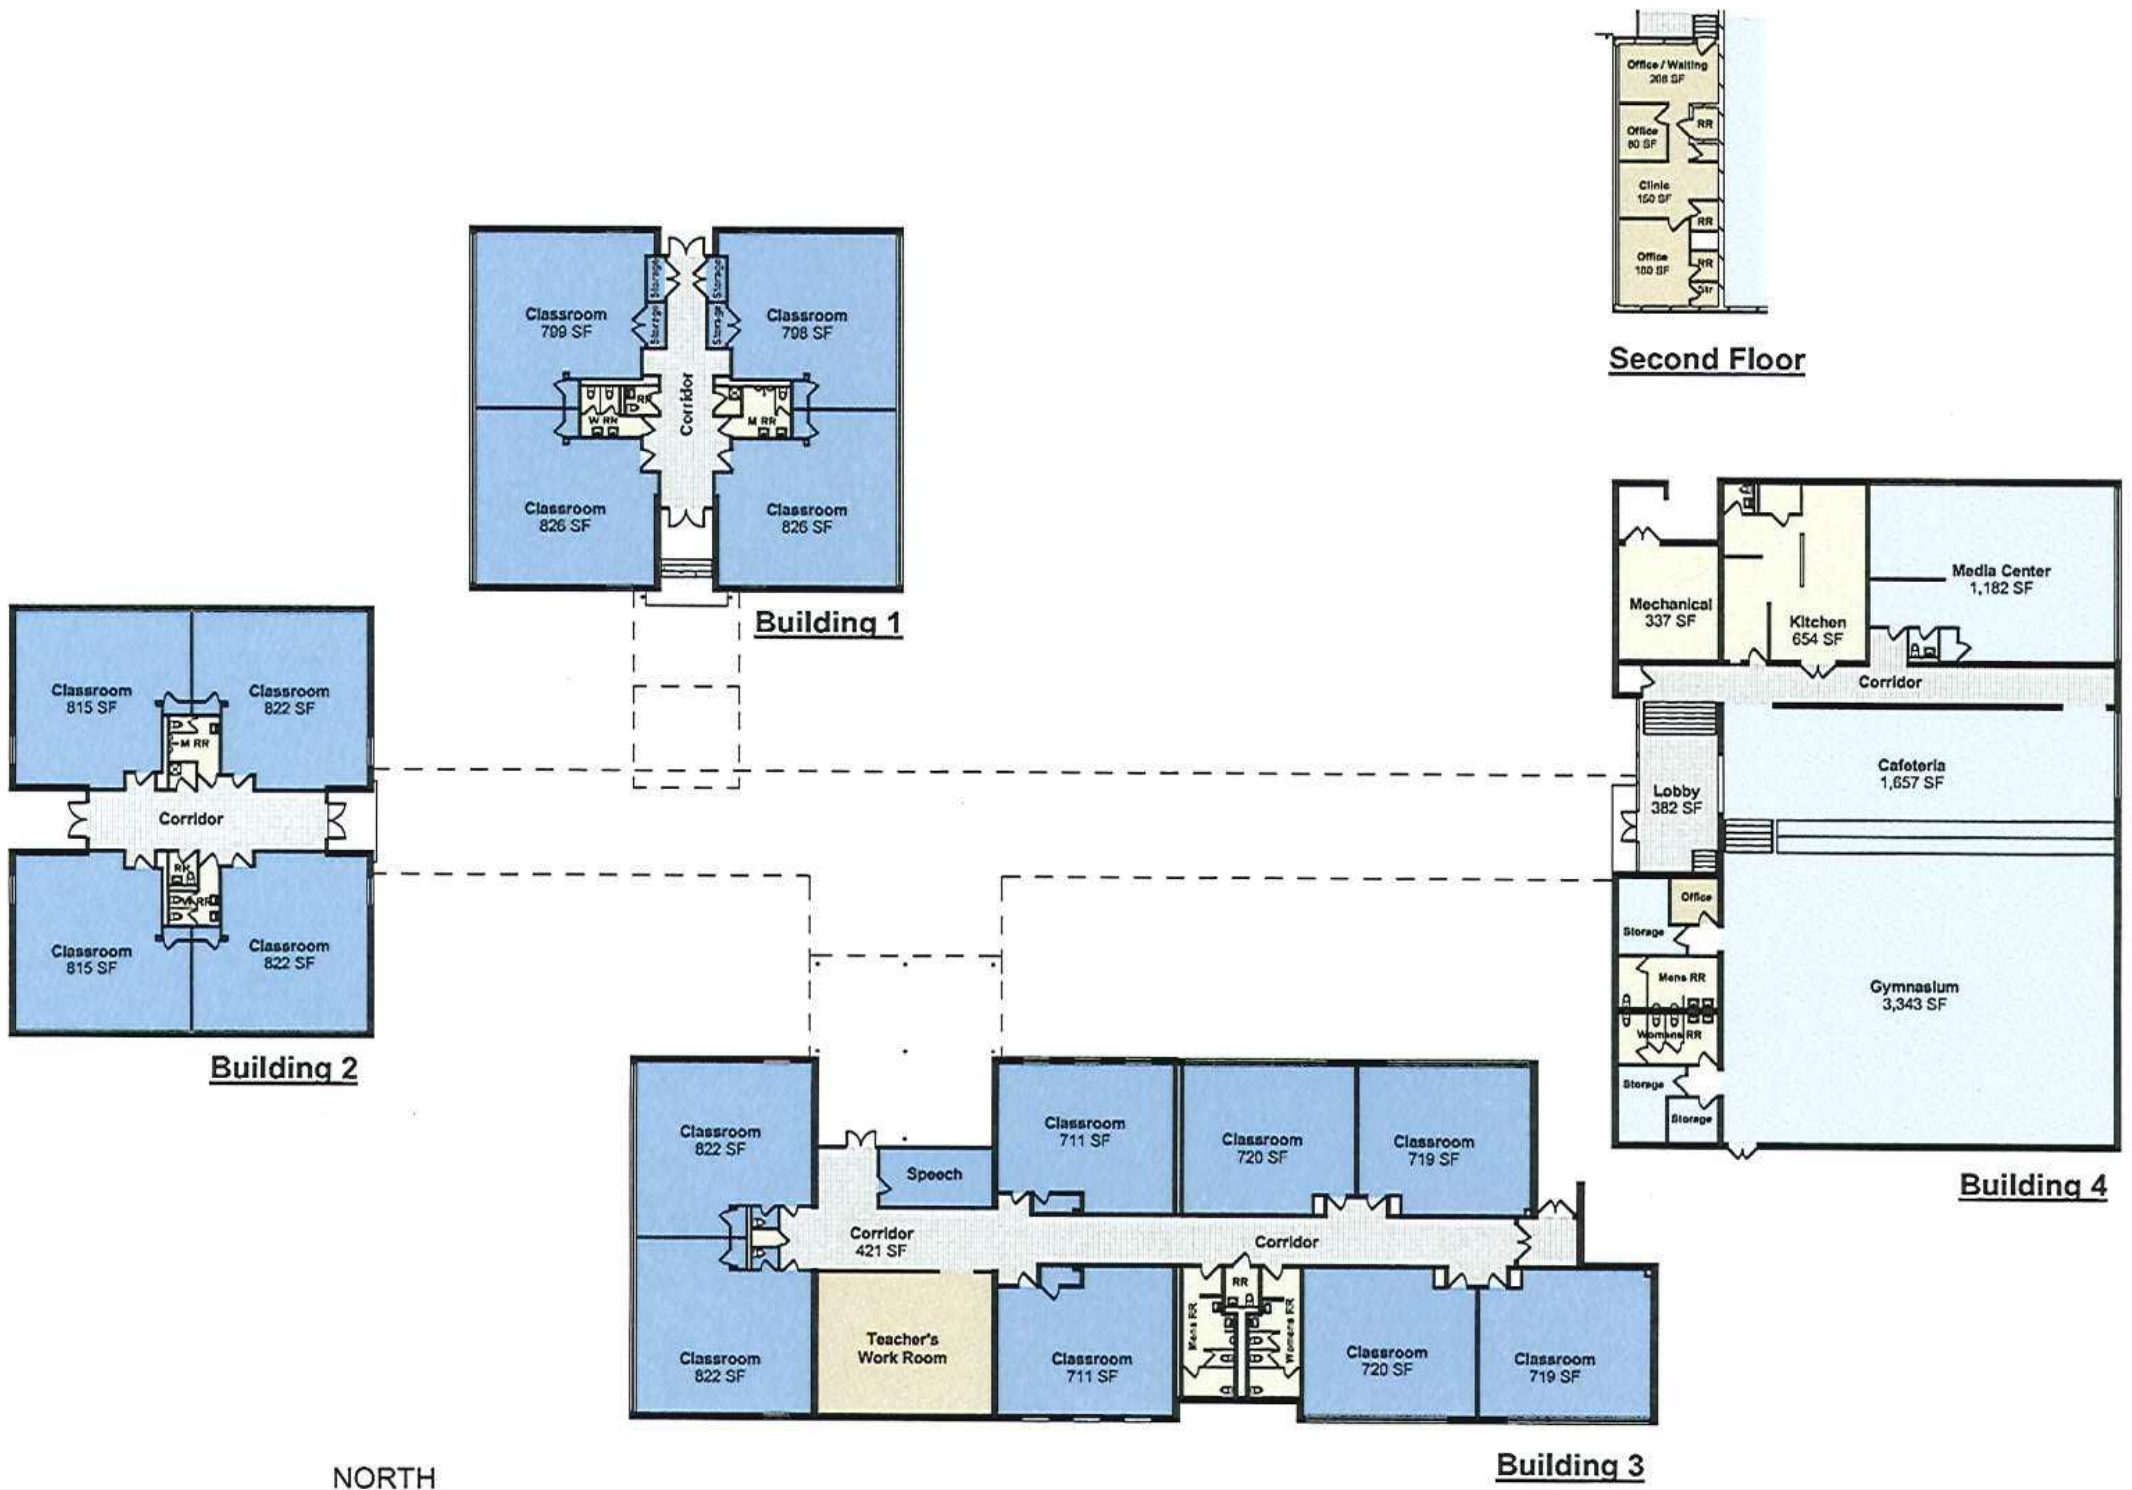 Office / Waiting
208 SF
RR
Office
80 SF
Clinic
150 SF
RR
Office
180 SF
RR
Str
Second Floor
Classroom
799 SF
Storage
Storage
Storage
Storage
Classroom
798 SF
Corridor
RR
W RR
M RR
Classroom
826 SF
Classroom
826 SF
Building 1
Classroom
815 SF
Classroom
822 SF
M RR
Corridor
RR
W RR
Classroom
815 SF
Classroom
822 SF
Building 2
Mechanical
337 SF
Kitchen
654 SF
Media Center
1,182 SF
Corridor
Lobby
382 SF
Cafeteria
1,657 SF
Office
Storage
Mens RR
Womens RR
Storage
Storage
Gymnasium
3,343 SF
Building 4
Classroom
822 SF
Speech
Classroom
711 SF
Classroom
720 SF
Classroom
719 SF
Corridor
421 SF
Corridor
RR
Mens RR
Womens RR
Classroom
822 SF
Teacher's
Work Room
Classroom
711 SF
Classroom
720 SF
Classroom
719 SF
Building 3
NORTH